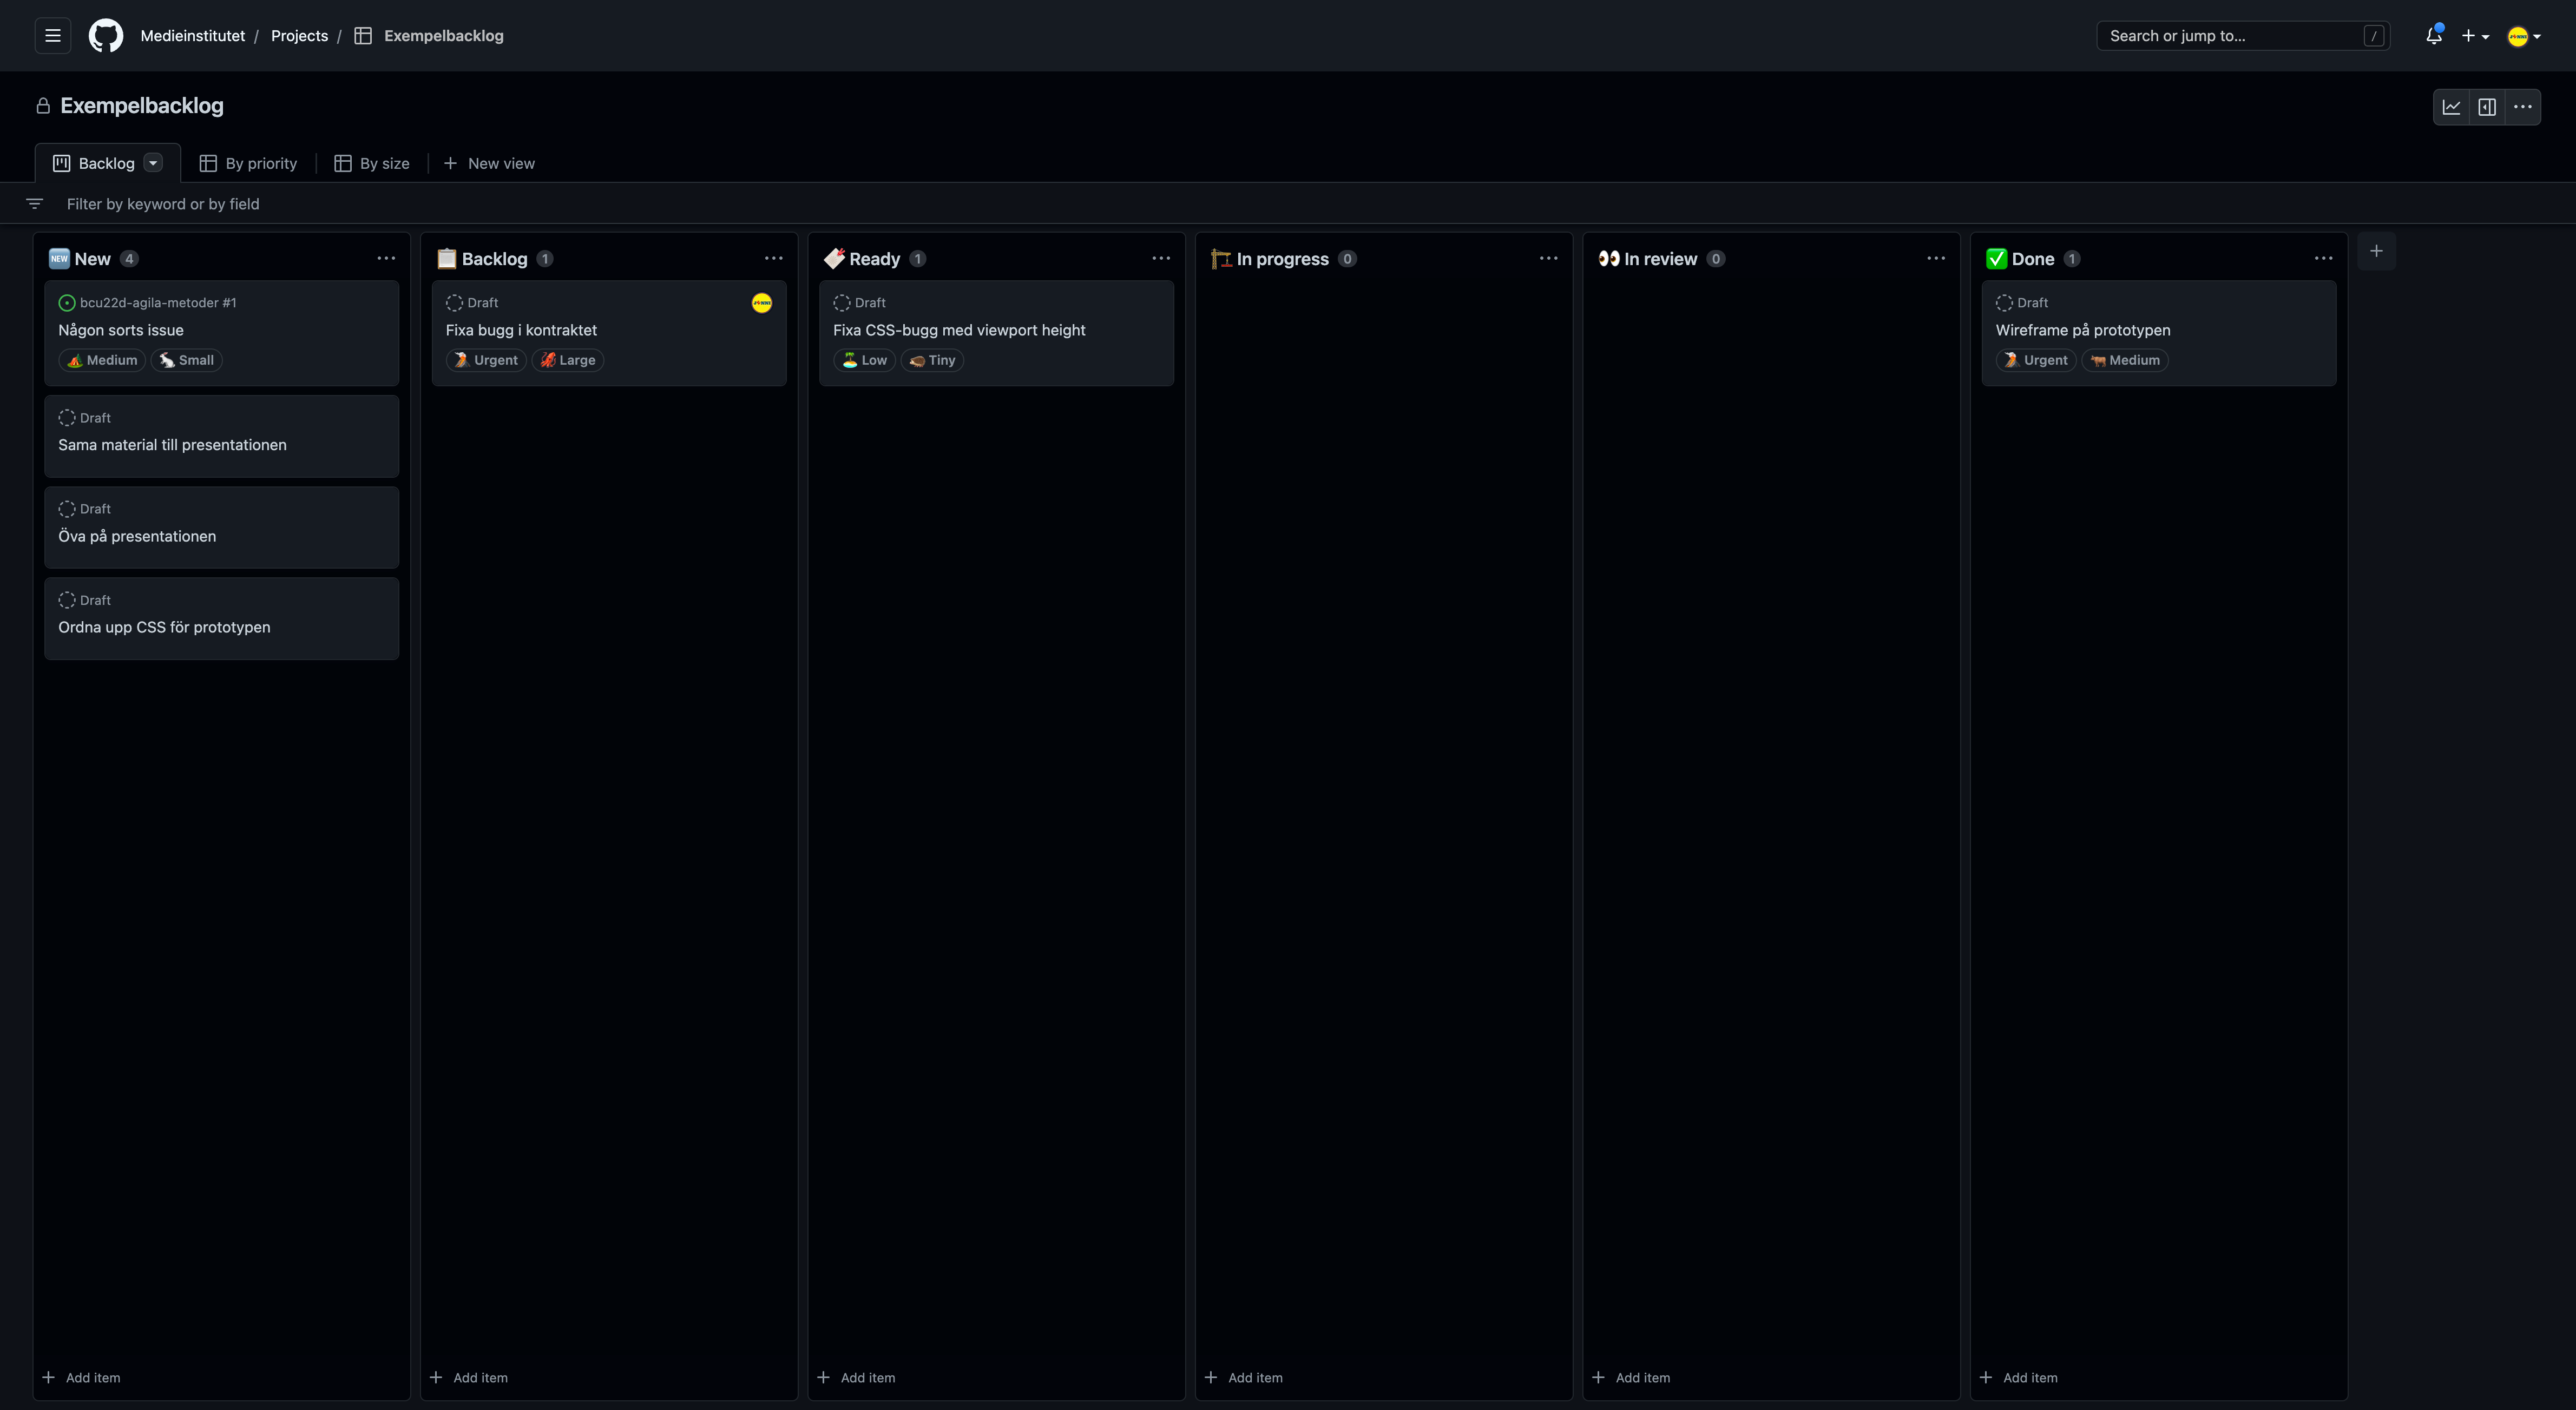 Medieinstitutet / Projects / Exempelbacklog
Search or jump to... /
Exempelbacklog
Backlog By priority By size New view
Filter by keyword or by field
NEW New 4
bcu22d-agila-metoder #1
Någon sorts issue
Medium Small
Draft
Sama material till presentationen
Draft
Öva på presentationen
Draft
Ordna upp CSS för prototypen
Add item
Backlog 1
Draft
Fixa bugg i kontraktet
Urgent Large
Add item
Ready 1
Draft
Fixa CSS-bugg med viewport height
Low Tiny
Add item
In progress 0
Add item
In review 0
Add item
Done 1
Draft
Wireframe på prototypen
Urgent Medium
Add item